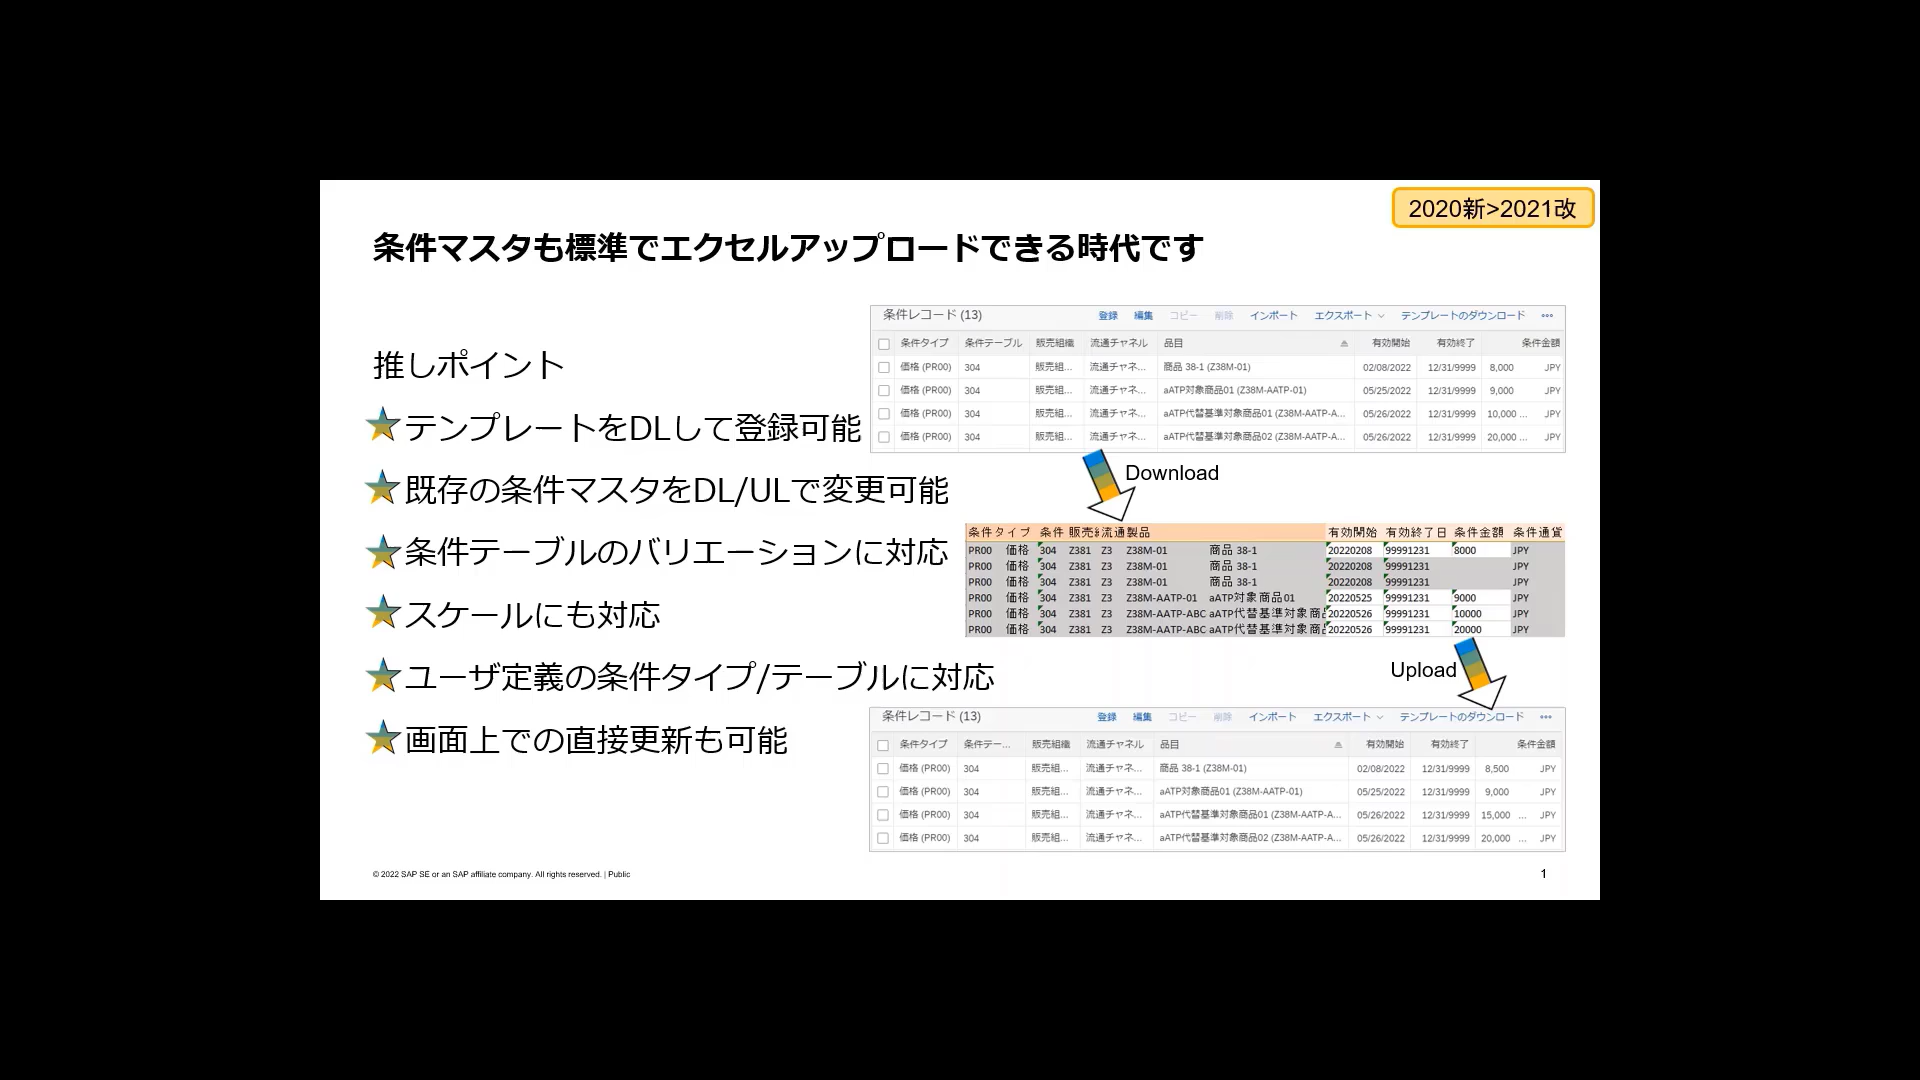 2020新>2021改
条件マスタも標準でエクセルアップロードできる時代です
推しポイント
テンプレートをDLして登録可能
既存の条件マスタをDL/ULで変更可能
条件テーブルのバリエーションに対応
スケールにも対応
ユーザ定義の条件タイプ/テーブルに対応
画面上での直接更新も可能
条件レコード (13) 登録 編集 コピー 削除 インポート エクスポート テンプレートのダウンロード
条件タイプ 条件テーブル 販売組織 流通チャンネル 品目 有効開始 有効終了 条件金額
価格 (PR00) 304 販売組... 流通チャネ... 商品 38-1 (Z38M-01) 02/08/2022 12/31/9999 8,000 JPY
価格 (PR00) 304 販売組... 流通チャネ... aATP対象商品01 (Z38M-AATP-01) 05/25/2022 12/31/9999 9,000 JPY
価格 (PR00) 304 販売組... 流通チャネ... aATP代替基準対象商品01 (Z38M-AATP-A... 05/26/2022 12/31/9999 10,000 ... JPY
価格 (PR00) 304 販売組... 流通チャネ... aATP代替基準対象商品02 (Z38M-AATP-A... 05/26/2022 12/31/9999 20,000 ... JPY
Download
条件タイプ 条件 販売 流通製品 有効開始 有効終了日 条件金額 条件通貨
PR00 価格 304 Z381 Z3 Z38M-01 商品 38-1 20220208 99991231 8000 JPY
PR00 価格 304 Z381 Z3 Z38M-01 商品 38-1 20220208 99991231 JPY
PR00 価格 304 Z381 Z3 Z38M-01 商品 38-1 20220208 99991231 JPY
PR00 価格 304 Z381 Z3 Z38M-AATP-01 aATP対象商品01 20220525 99991231 9000 JPY
PR00 価格 304 Z381 Z3 Z38M-AATP-ABC aATP代替基準対象商 20220526 99991231 10000 JPY
PR00 価格 304 Z381 Z3 Z38M-AATP-ABC aATP代替基準対象商 20220526 99991231 20000 JPY
Upload
条件レコード (13) 登録 編集 コピー 削除 インポート エクスポート テンプレートのダウンロード
条件タイプ 条件テー... 販売組織 流通チャネル 品目 有効開始 有効終了 条件金額
価格 (PR00) 304 販売組... 流通チャネ... 商品 38-1 (Z38M-01) 02/08/2022 12/31/9999 8,500 JPY
価格 (PR00) 304 販売組... 流通チャネ... aATP対象商品01 (Z38M-AATP-01) 05/25/2022 12/31/9999 9,000 JPY
価格 (PR00) 304 販売組... 流通チャネ... aATP代替基準対象商品01 (Z38M-AATP-A... 05/26/2022 12/31/9999 15,000 ... JPY
価格 (PR00) 304 販売組... 流通チャネ... aATP代替基準対象商品02 (Z38M-AATP-A... 05/26/2022 12/31/9999 20,000 ... JPY
© 2022 SAP SE or an SAP affiliate company. All rights reserved. | Public
1